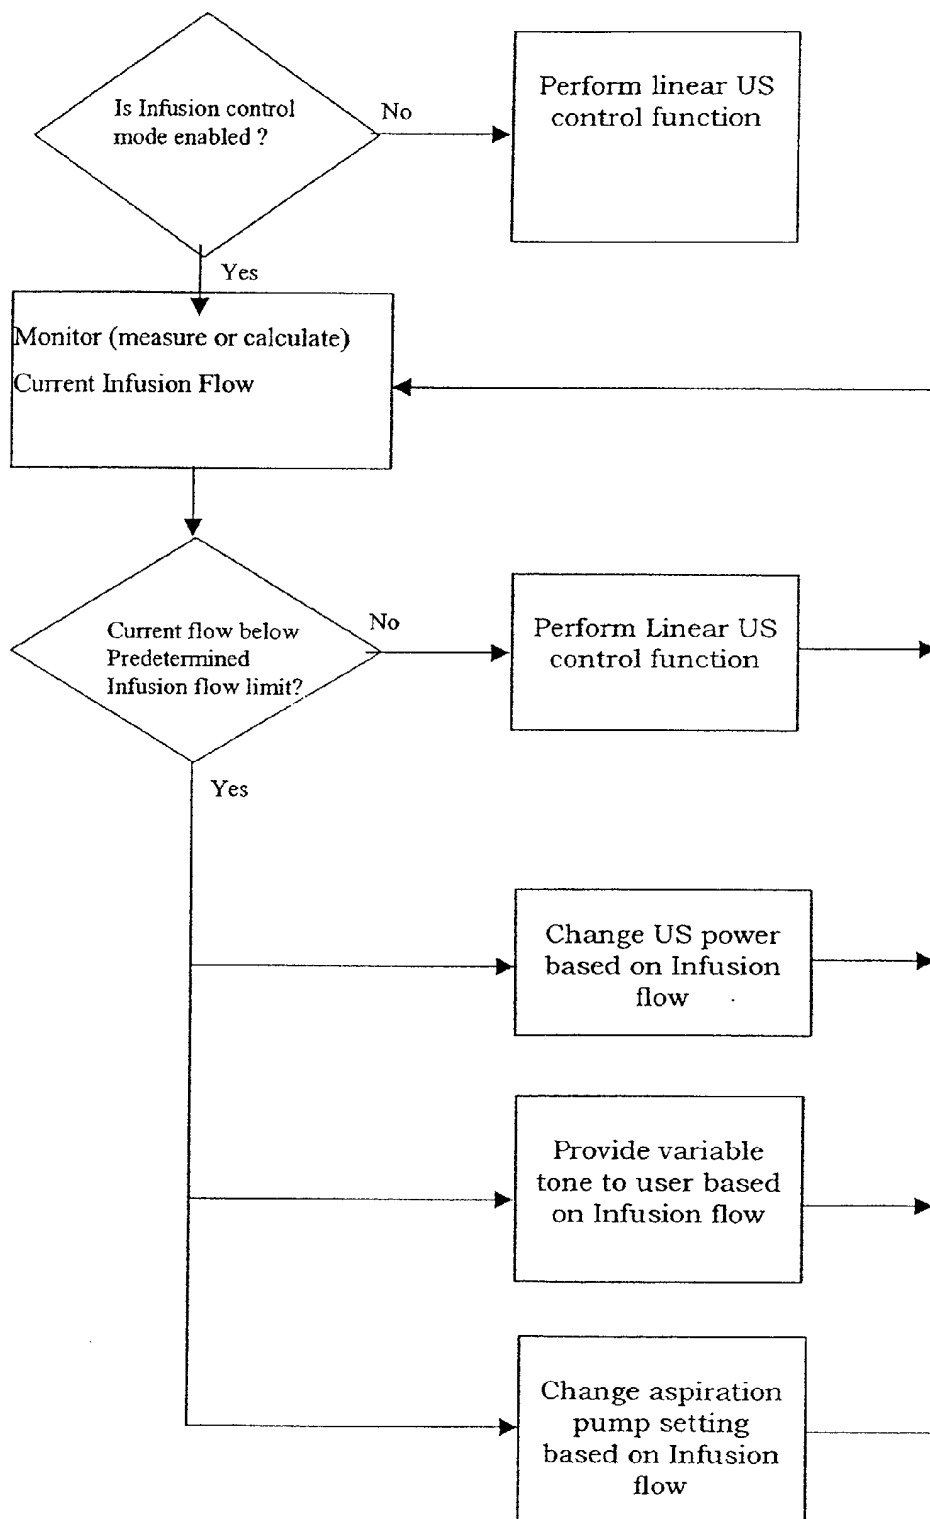 Is Infusion control
mode enabled ?
No
Perform linear US
control function
Yes
Monitor (measure or calculate)
Current Infusion Flow
Current flow below
Predetermined
Infusion flow limit?
No
Perform Linear US
control function
Yes
Change US power
based on Infusion
flow
Provide variable
tone to user based
on Infusion flow
Change aspiration
pump setting
based on Infusion
flow